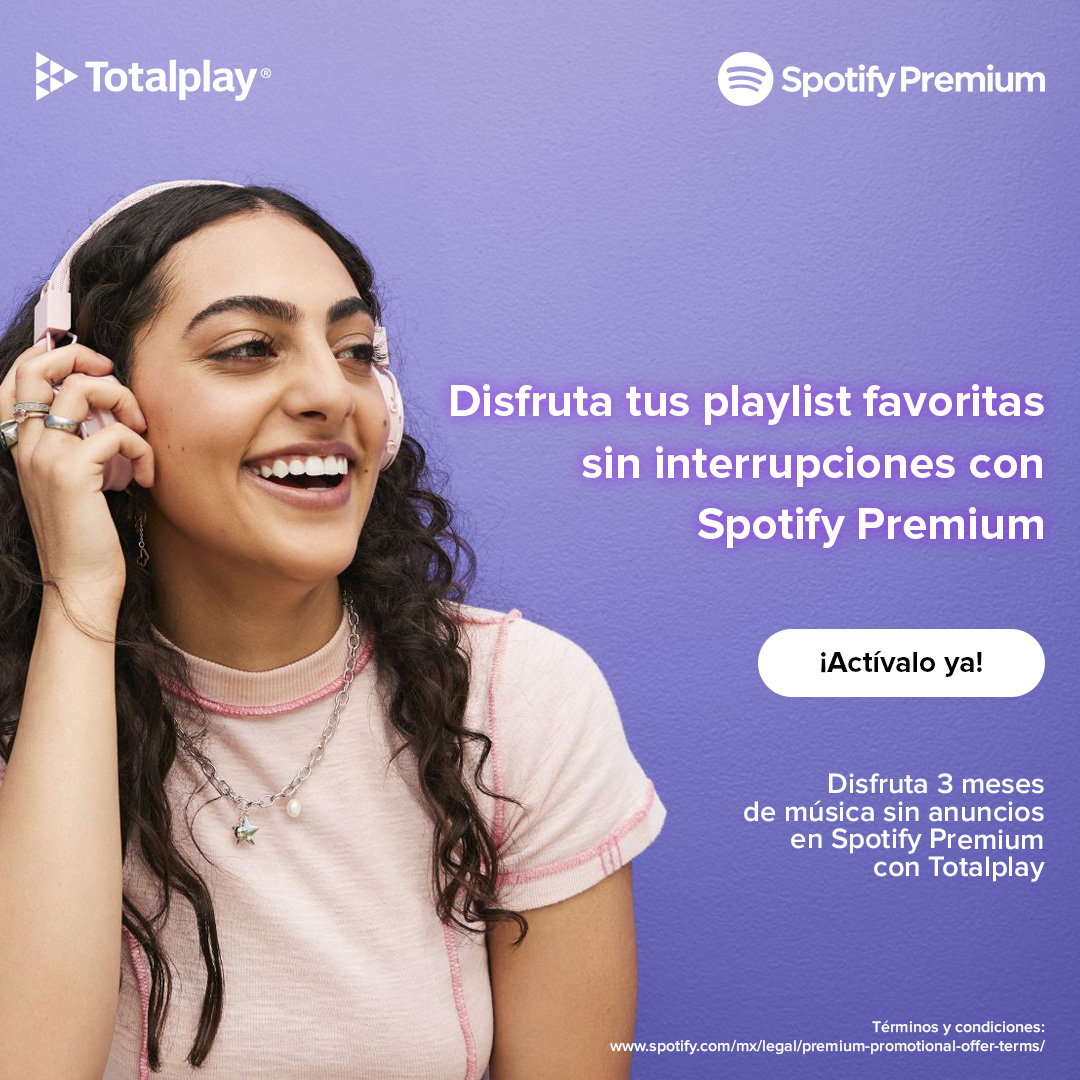 Totalplay®
Spotify Premium
Disfruta tus playlist favoritas
sin interrupciones con
Spotify Premium
¡Actívalo ya!
Disfruta 3 meses
de música sin anuncios
en Spotify Premium
con Totalplay
Términos y condiciones:
www.spotify.com/mx/legal/premium-promotional-offer-terms/